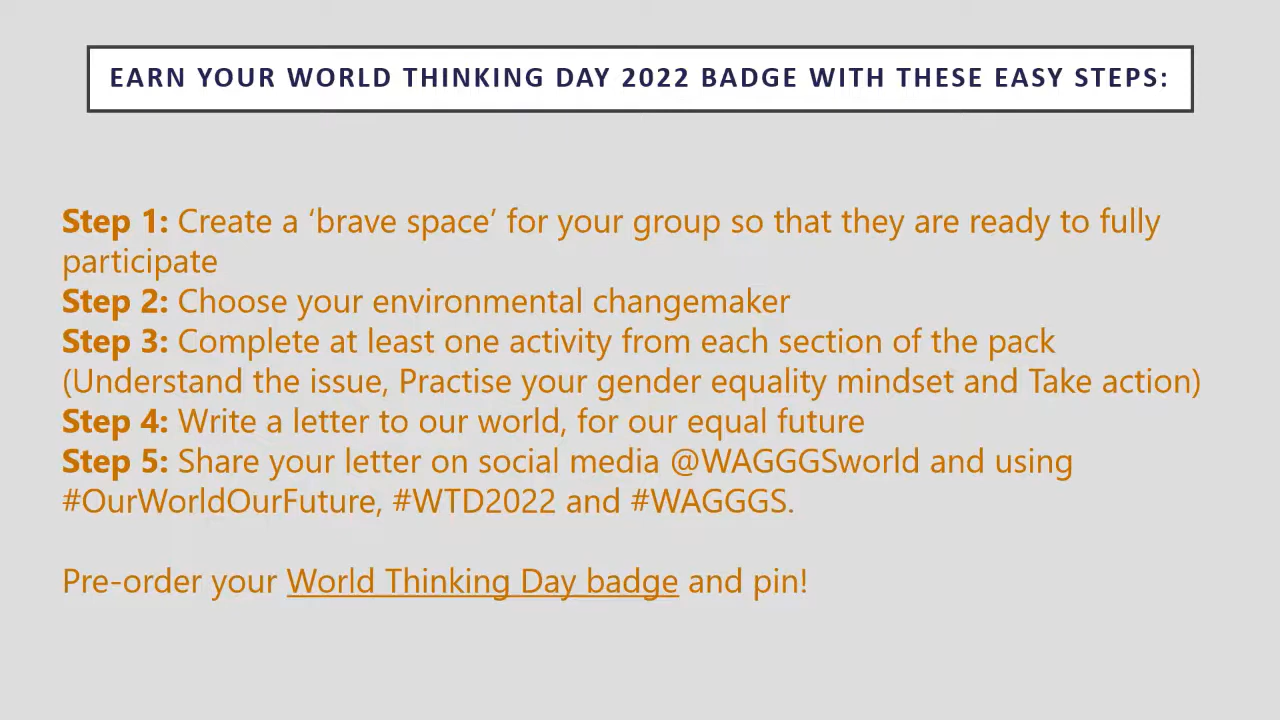 EARN YOUR WORLD THINKING DAY 2022 BADGE WITH THESE EASY STEPS:
Step 1: Create a ‘brave space’ for your group so that they are ready to fully
participate
Step 2: Choose your environmental changemaker
Step 3: Complete at least one activity from each section of the pack
(Understand the issue, Practise your gender equality mindset and Take action)
Step 4: Write a letter to our world, for our equal future
Step 5: Share your letter on social media @WAGGGSworld and using
#OurWorldOurFuture, #WTD2022 and #WAGGGS.
Pre-order your World Thinking Day badge and pin!